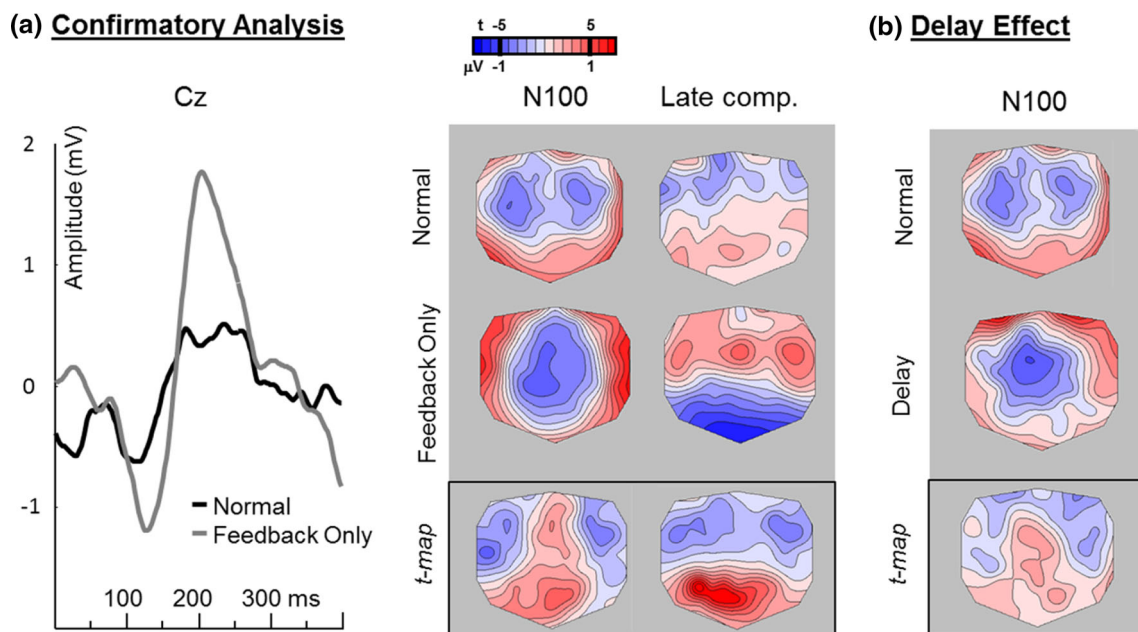 (a) Confirmatory Analysis
(b) Delay Effect
t -5 5
µV -1 1
Cz
N100
Late comp.
N100
Amplitude (mV)
2
1
0
-1
Normal
Feedback Only
100 200 300 ms
Normal
Feedback Only
t-map
Normal
Delay
t-map